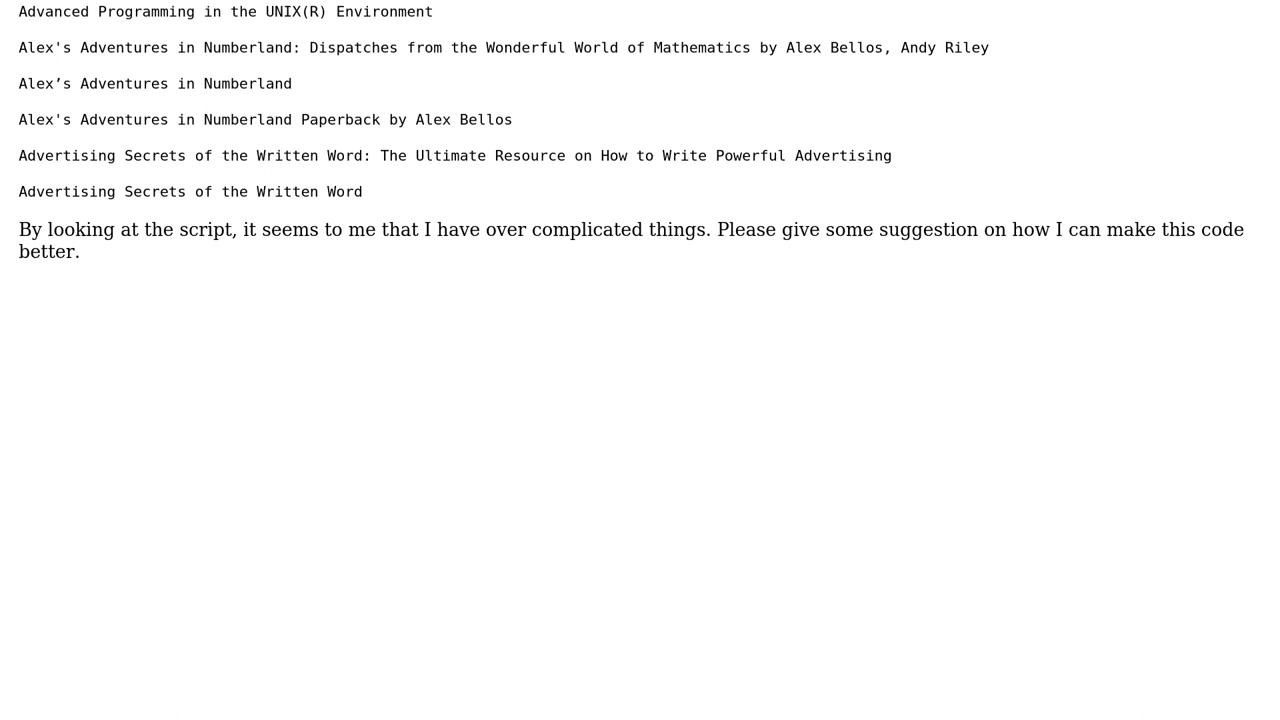 Advanced Programming in the UNIX(R) Environment
Alex's Adventures in Numberland: Dispatches from the Wonderful World of Mathematics by Alex Bellos, Andy Riley
Alex’s Adventures in Numberland
Alex's Adventures in Numberland Paperback by Alex Bellos
Advertising Secrets of the Written Word: The Ultimate Resource on How to Write Powerful Advertising
Advertising Secrets of the Written Word
By looking at the script, it seems to me that I have over complicated things. Please give some suggestion on how I can make this code
better.